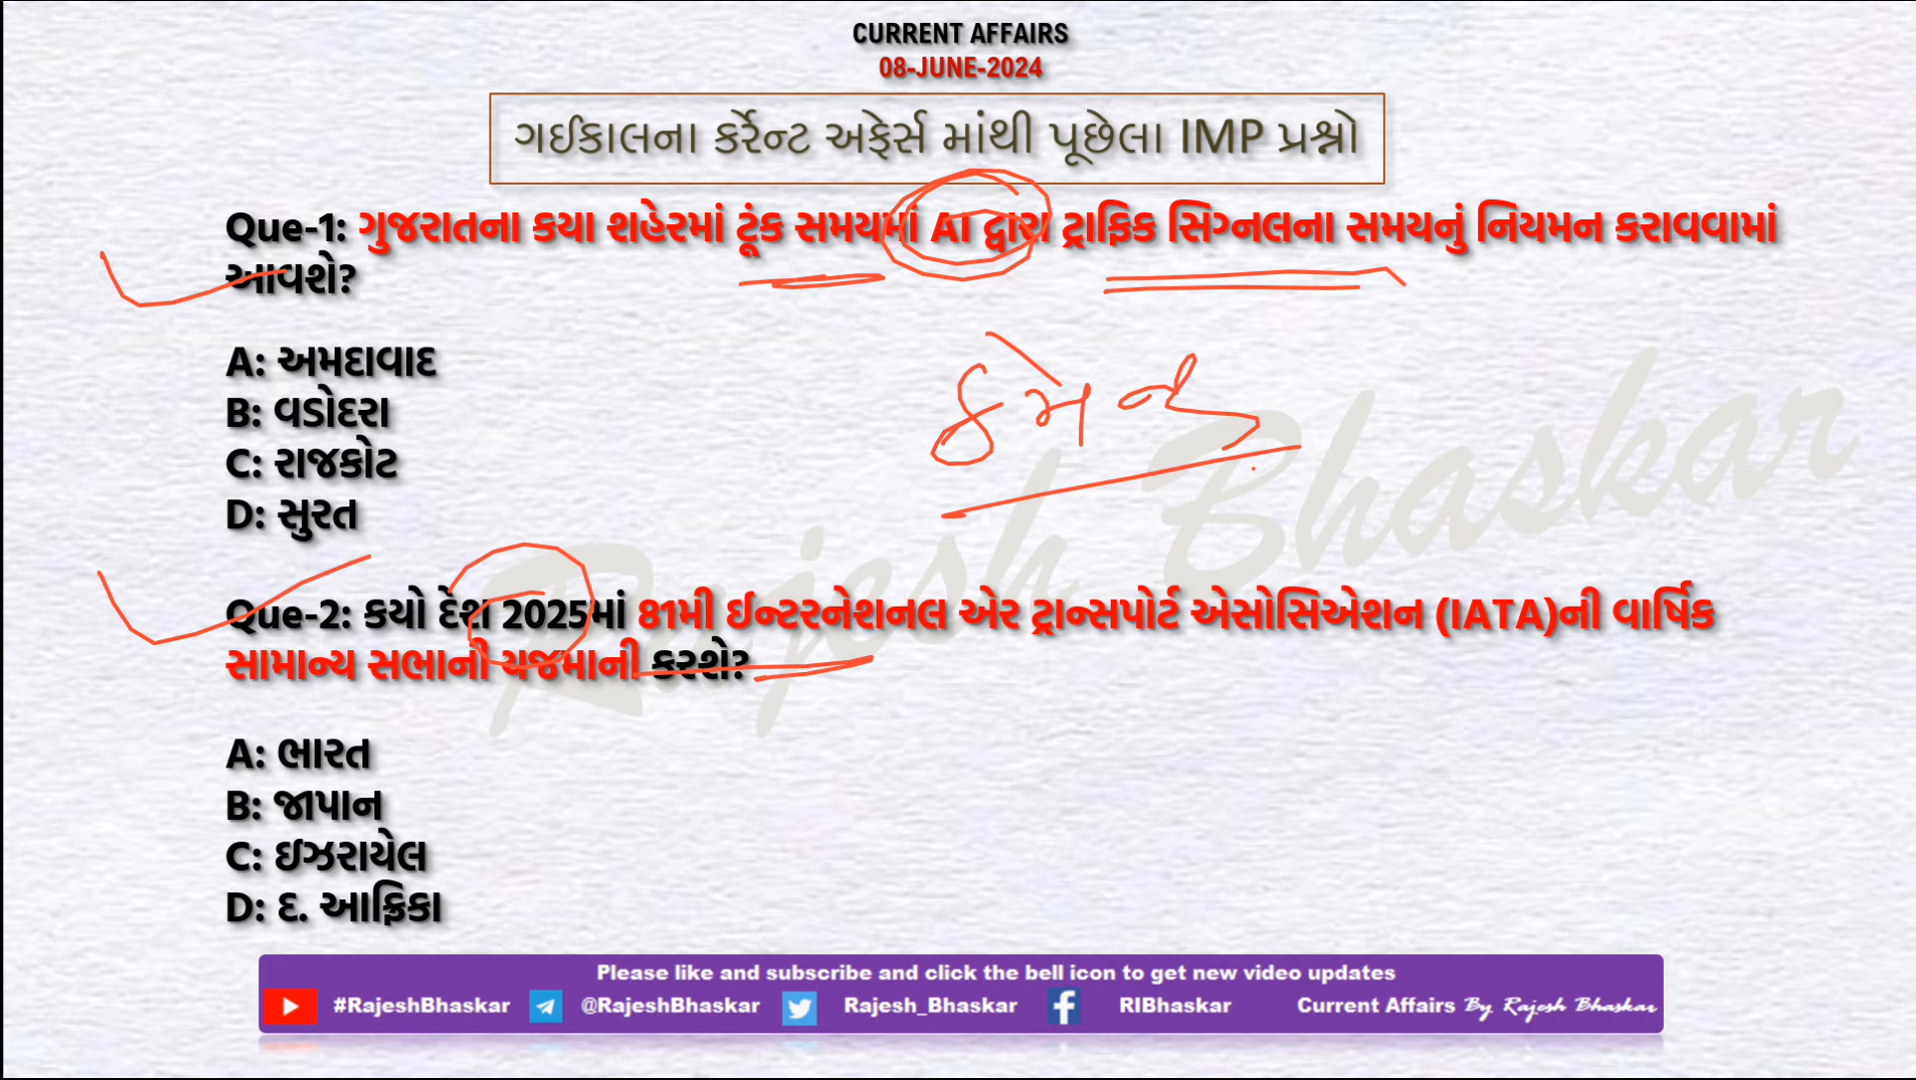 CURRENT AFFAIRS
08-JUNE-2024
ગઈકાલના કર્રેન્ટ અફેર્સ માંથી પૂછેલા IMP પ્રશ્નો
Que-1: ગુજરાતના કયા શહેરમાં ટૂંક સમયમાં AI દ્વારા ટ્રાફિક સિગ્નલના સમયનું નિયમન કરાવવામાં
આવશે?
A: અમદાવાદ
B: વડોદરા
C: રાજકોટ
D: સુરત
Que-2: કયો દેશ 2025માં 81મી ઈન્ટરનેશનલ એર ટ્રાન્સપોર્ટ એસોસિએશન (IATA)ની વાર્ષિક
સામાન્ય સભાની યજમાની કરશે?
A: ભારત
B: જાપાન
C: ઇઝરાયેલ
D: દ. આફ્રિકા
Rajesh Bhaskar
Please like and subscribe and click the bell icon to get new video updates
#RajeshBhaskar @RajeshBhaskar Rajesh_Bhaskar RIBhaskar Current Affairs By Rajesh Bhaskar